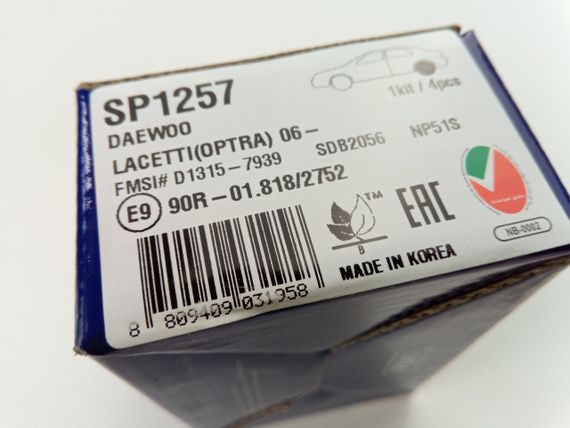 SP1257
1kit / 4pcs
DAEWOO
LACETTI(OPTRA) 06-
SDB2056 NP51S
FMSI# D1315-7939
E9 90R-01.818/2752
TM
B
EAC
NB-0002
MADE IN KOREA
8 809409 031958